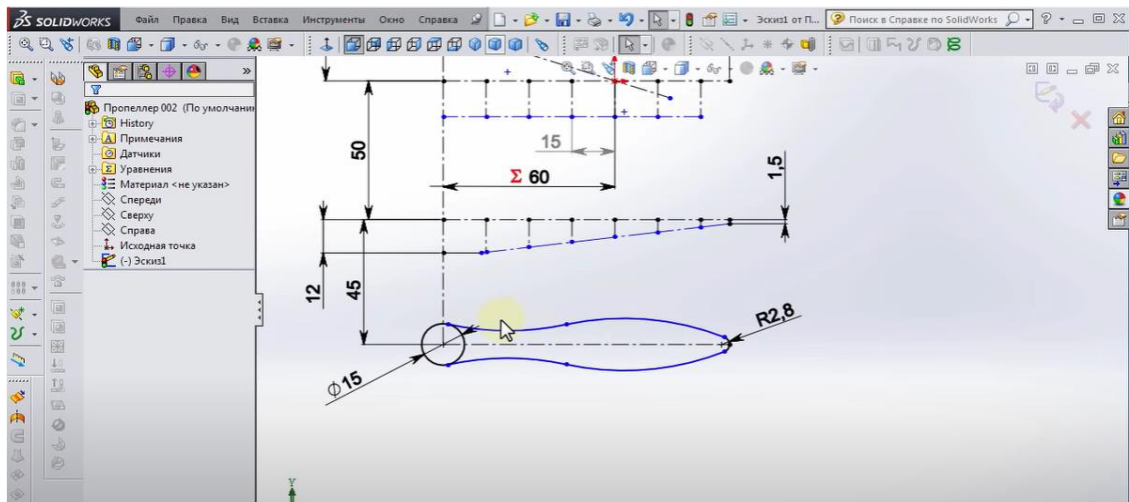 SOLIDWORKS Файл Правка Вид Вставка Инструменты Окно Справка Эскиз1 от П... Поиск в Справке по SolidWorks
Пропеллер 002 (По умолчани
History
Примечания
Датчики
Уравнения
Материал <не указан>
Спереди
Сверху
Справа
Исходная точка
(-) Эскиз1
50
15
Σ 60
1,5
12
45
R2,8
Ø15
Y